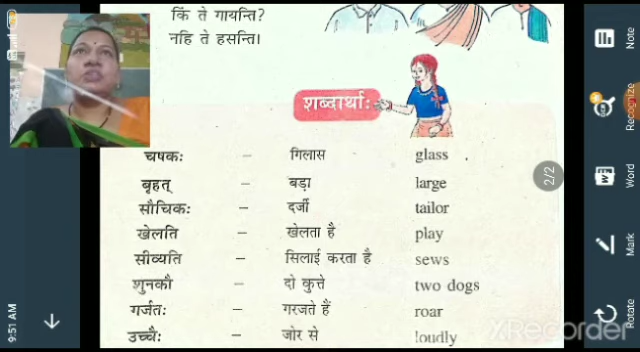 किं ते गायन्ति?
नहि ते हसन्ति।
शब्दार्थाः
चषकः – गिलास glass
बृहत् – बड़ा large
सौचिकः – दर्जी tailor
खेलति – खेलता है play
सीव्यति – सिलाई करता है sews
शुनकौ – दो कुत्ते two dogs
गर्जतः – गरजते हैं roar
उच्चैः – जोर से loudly
2/2
Note
Recognize
Word
Mark
Rotate
9:51 AM
XRecorder